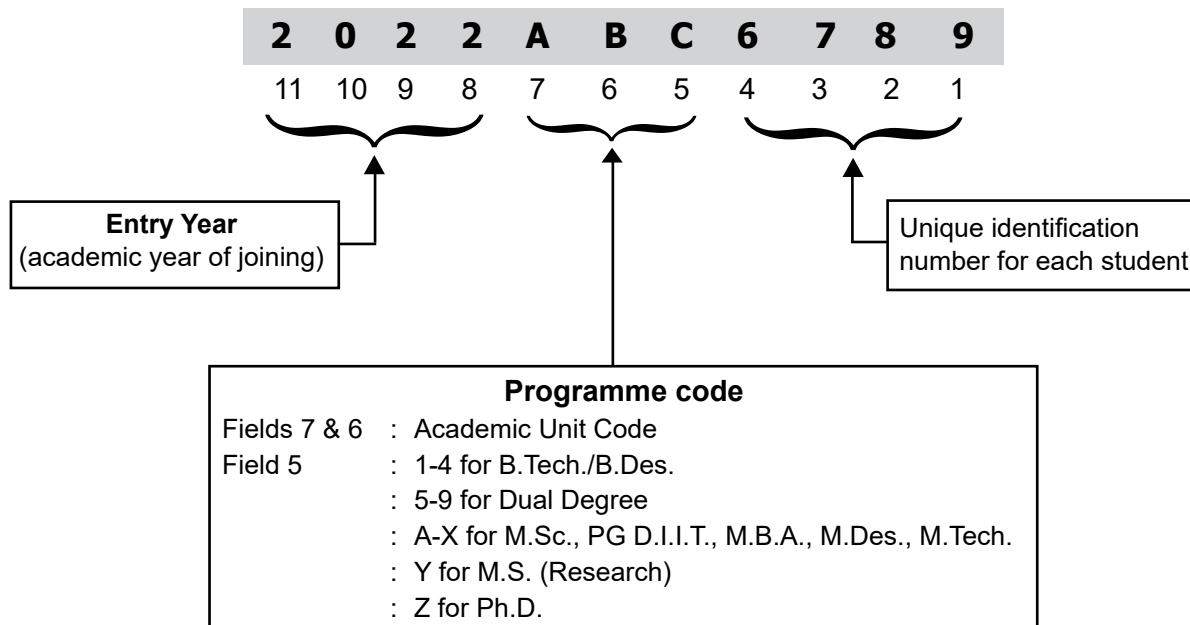 2 0 2 2 A B C 6 7 8 9
11 10 9 8 7 6 5 4 3 2 1
Entry Year
(academic year of joining)
Unique identification
number for each student
Programme code
Fields 7 & 6 : Academic Unit Code
Field 5 : 1-4 for B.Tech./B.Des.
: 5-9 for Dual Degree
: A-X for M.Sc., PG D.I.I.T., M.B.A., M.Des., M.Tech.
: Y for M.S. (Research)
: Z for Ph.D.